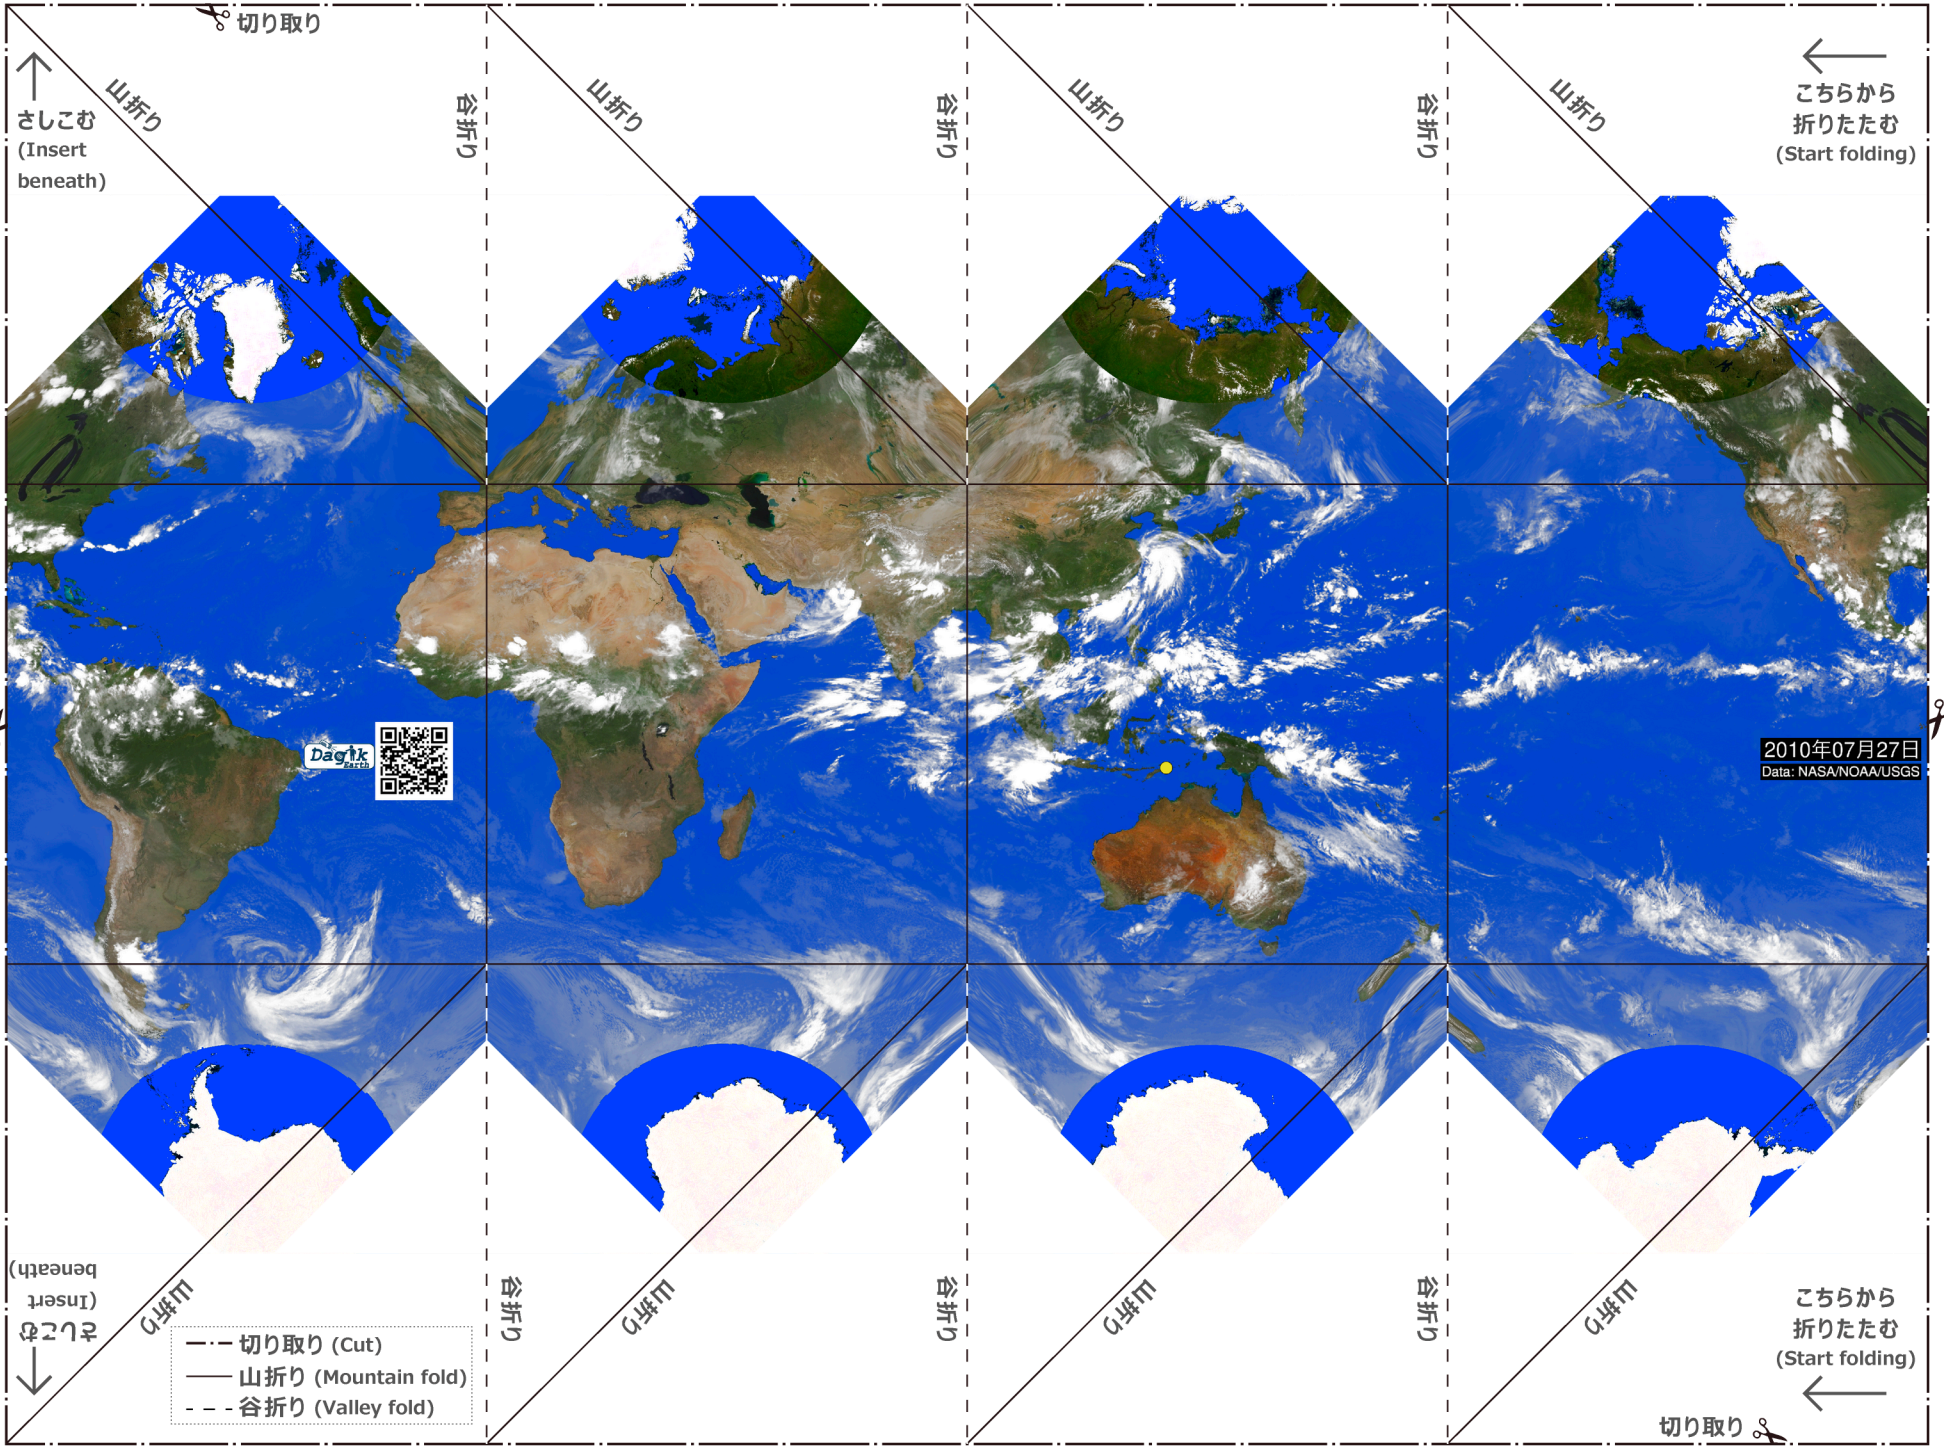 切り取り
山折り
谷折り
山折り
谷折り
山折り
谷折り
山折り
さしこむ
(Insert
beneath)
こちらから
折りたたむ
(Start folding)
Dagik
Earth
2010年07月27日
Data: NASA/NOAA/USGS
さしこむ
(Insert
beneath)
山折り
谷折り
山折り
谷折り
山折り
谷折り
山折り
切り取り (Cut)
山折り (Mountain fold)
谷折り (Valley fold)
こちらから
折りたたむ
(Start folding)
切り取り